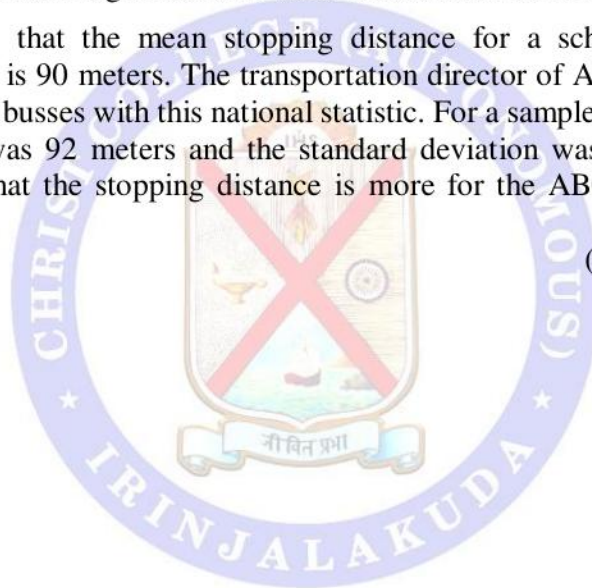 that the mean stopping distance for a sch
is 90 meters. The transportation director of A
busses with this national statistic. For a sample
was 92 meters and the standard deviation was
hat the stopping distance is more for the AB
(
CHRIST COLLEGE (AUTONOMOUS)
IHS
जीवित प्रभा
★ IRINJALAKUDA ★